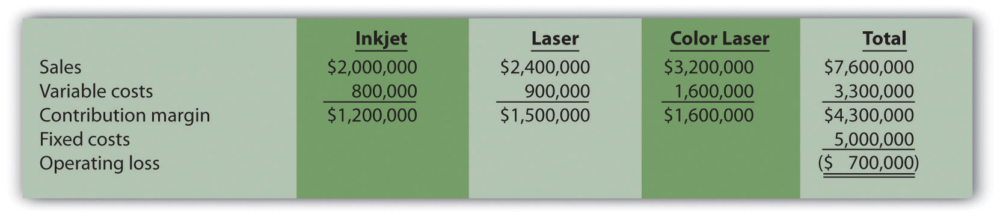 Inkjet Laser Color Laser Total
Sales $2,000,000 $2,400,000 $3,200,000 $7,600,000
Variable costs 800,000 900,000 1,600,000 3,300,000
Contribution margin $1,200,000 $1,500,000 $1,600,000 $4,300,000
Fixed costs 5,000,000
Operating loss ($ 700,000)